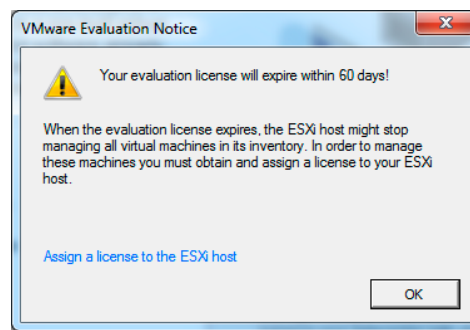 VMware Evaluation Notice
Your evaluation license will expire within 60 days!
When the evaluation license expires, the ESXi host might stop
managing all virtual machines in its inventory. In order to manage
these machines you must obtain and assign a license to your ESXi
host.
Assign a license to the ESXi host
OK